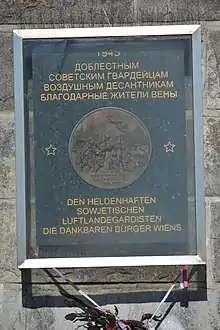 1945
ДОБЛЕСТНЫМ
СОВЕТСКИМ ГВАРДЕЙЦАМ
ВОЗДУШНЫМ ДЕСАНТНИКАМ
БЛАГОДАРНЫЕ ЖИТЕЛИ ВЕНЫ
DEN HELDENHAFTEN
SOWJETISCHEN
LUFTLANDEGARDISTEN
DIE DANKBAREN BÜRGER WIENS